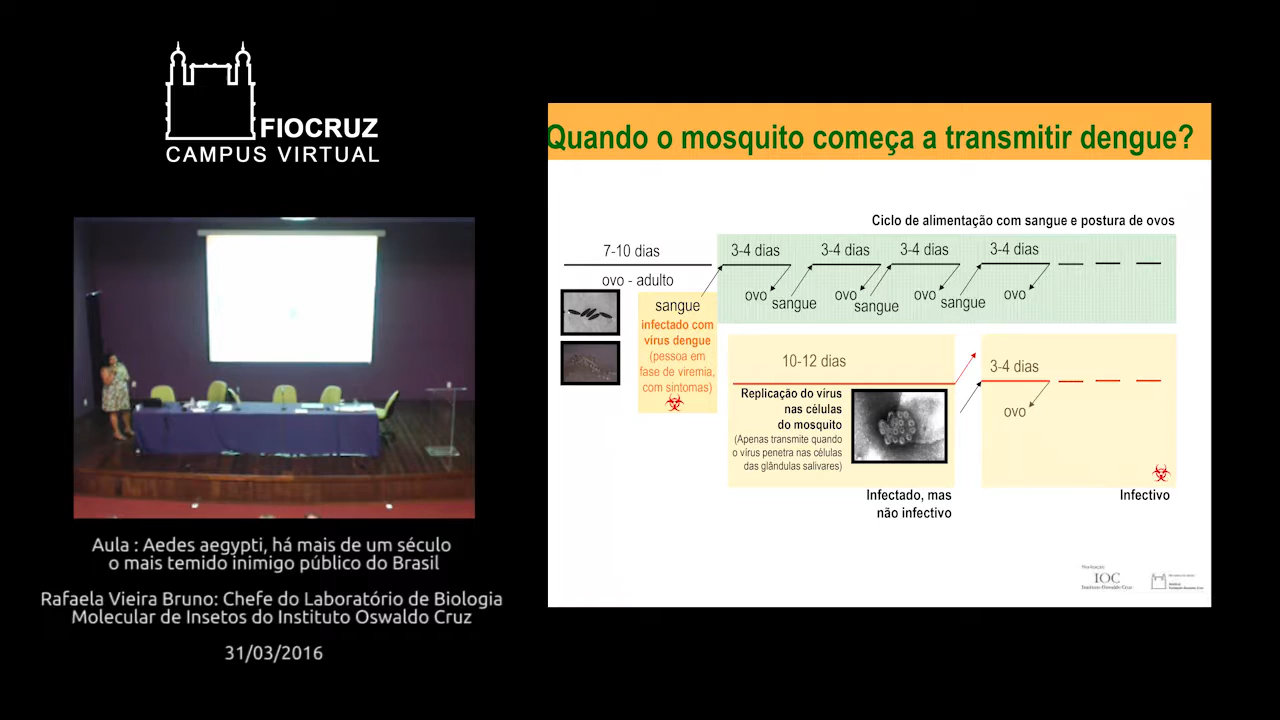 FIOCRUZ
CAMPUS VIRTUAL
Aula : Aedes aegypti, há mais de um século
o mais temido inimigo público do Brasil
Rafaela Vieira Bruno: Chefe do Laboratório de Biologia
Molecular de Insetos do Instituto Oswaldo Cruz
31/03/2016
Quando o mosquito começa a transmitir dengue?
Ciclo de alimentação com sangue e postura de ovos
7-10 dias
3-4 dias
3-4 dias
3-4 dias
3-4 dias
ovo - adulto
ovo
sangue
ovo
sangue
ovo
sangue
ovo
sangue
infectado com
vírus dengue
(pessoa em
fase de viremia,
com sintomas)
10-12 dias
3-4 dias
Replicação do vírus
nas células
do mosquito
(Apenas transmite quando
o vírus penetra nas células
das glândulas salivares)
ovo
Infectado, mas
não infectivo
Infectivo
IOC
Instituto Oswaldo Cruz